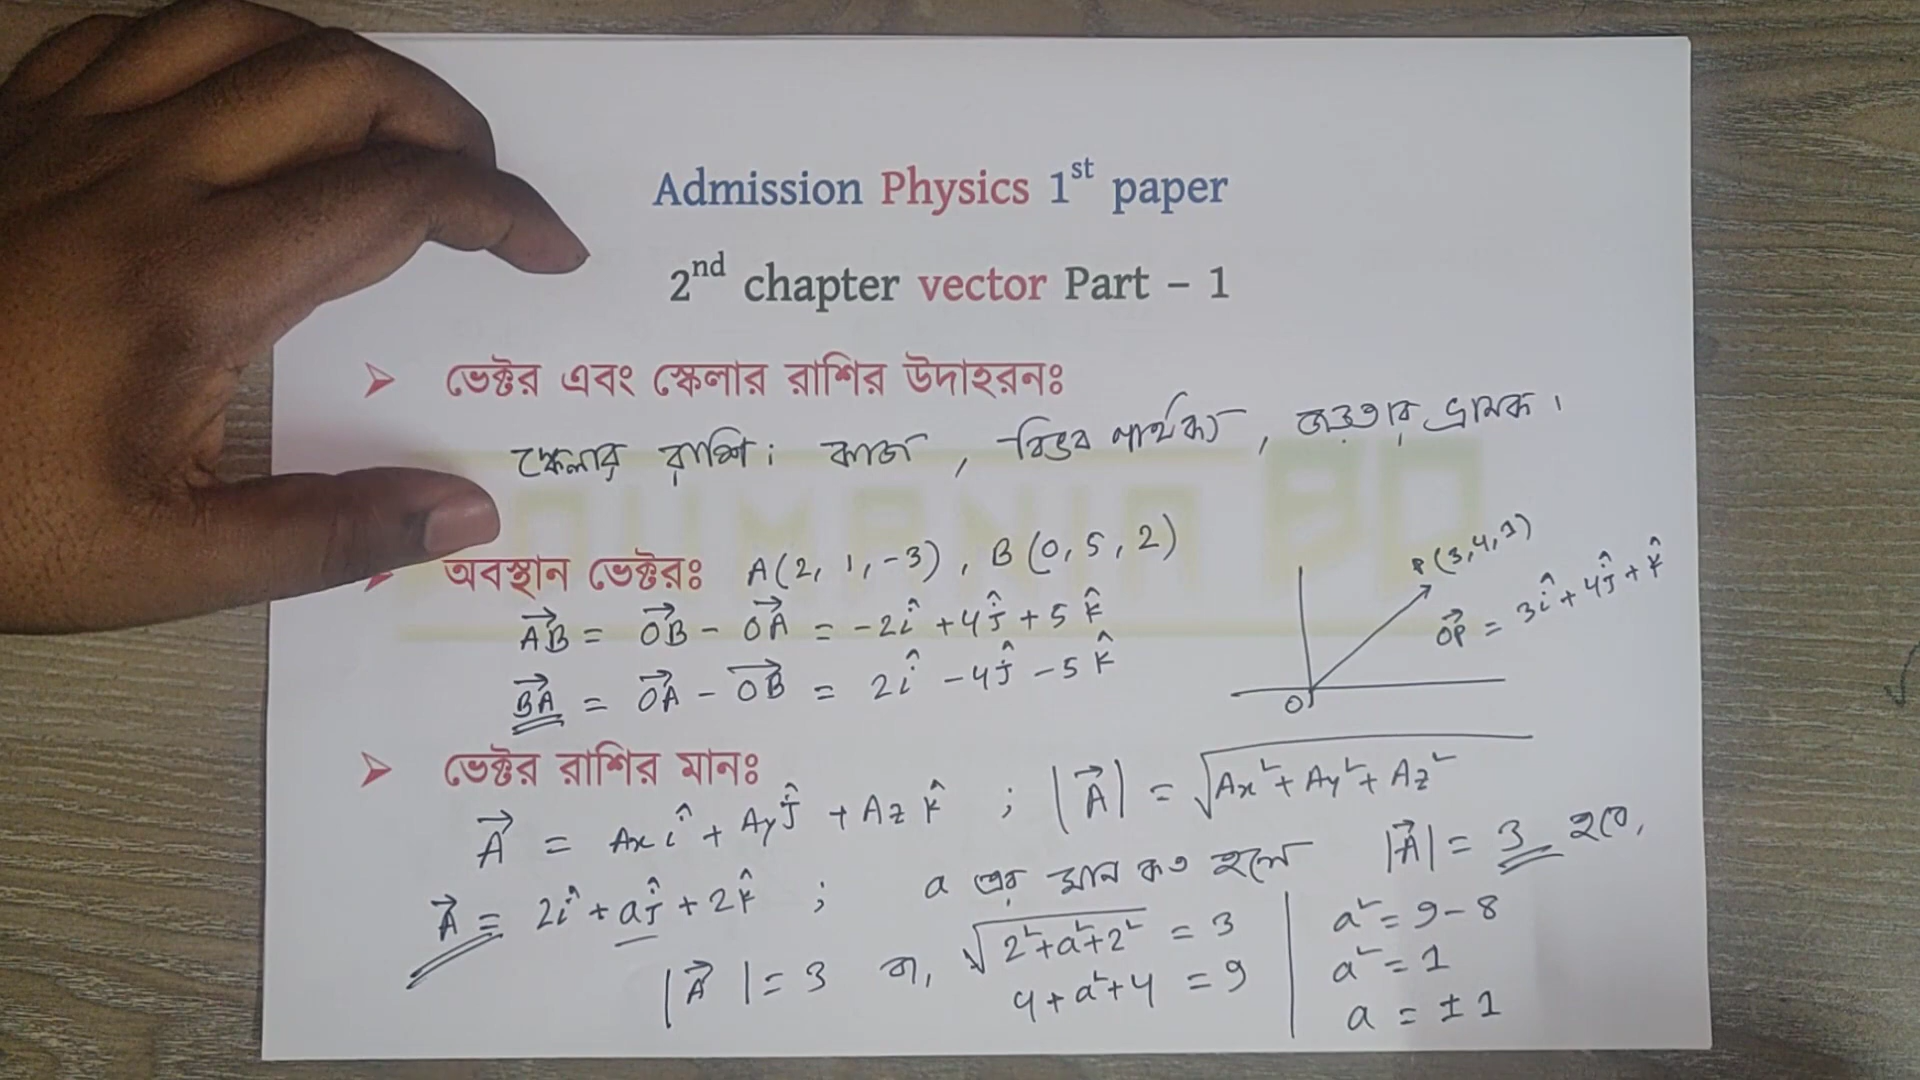 Admission Physics 1st paper
2nd chapter vector Part – 1
➢ ভেক্টর এবং স্কেলার রাশির উদাহরনঃ
স্কেলার রাশি: কাজ, বিভব পার্থক্য, জড়তার ভ্রামক।
EDUMANIA BD
অবস্থান ভেক্টরঃ A(2, 1, -3), B(0, 5, 2)
P(3,4,1)
AB⃗ = OB⃗ - OA⃗ = -2î + 4ĵ + 5k̂
OP⃗ = 3î + 4ĵ + k̂
BA⃗ = OA⃗ - OB⃗ = 2î - 4ĵ - 5k̂
O
➢ ভেক্টর রাশির মানঃ
A⃗ = Axî + Ayĵ + Azk̂ ; |A⃗| = √(Ax² + Ay² + Az²)
A⃗ = 2î + aĵ + 2k̂ ; a এর মান কত হলে |A⃗| = 3 হবে,
|A⃗| = 3 বা, √(2²+a²+2²) = 3
4 + a² + 4 = 9
a² = 9 - 8
a² = 1
a = ±1